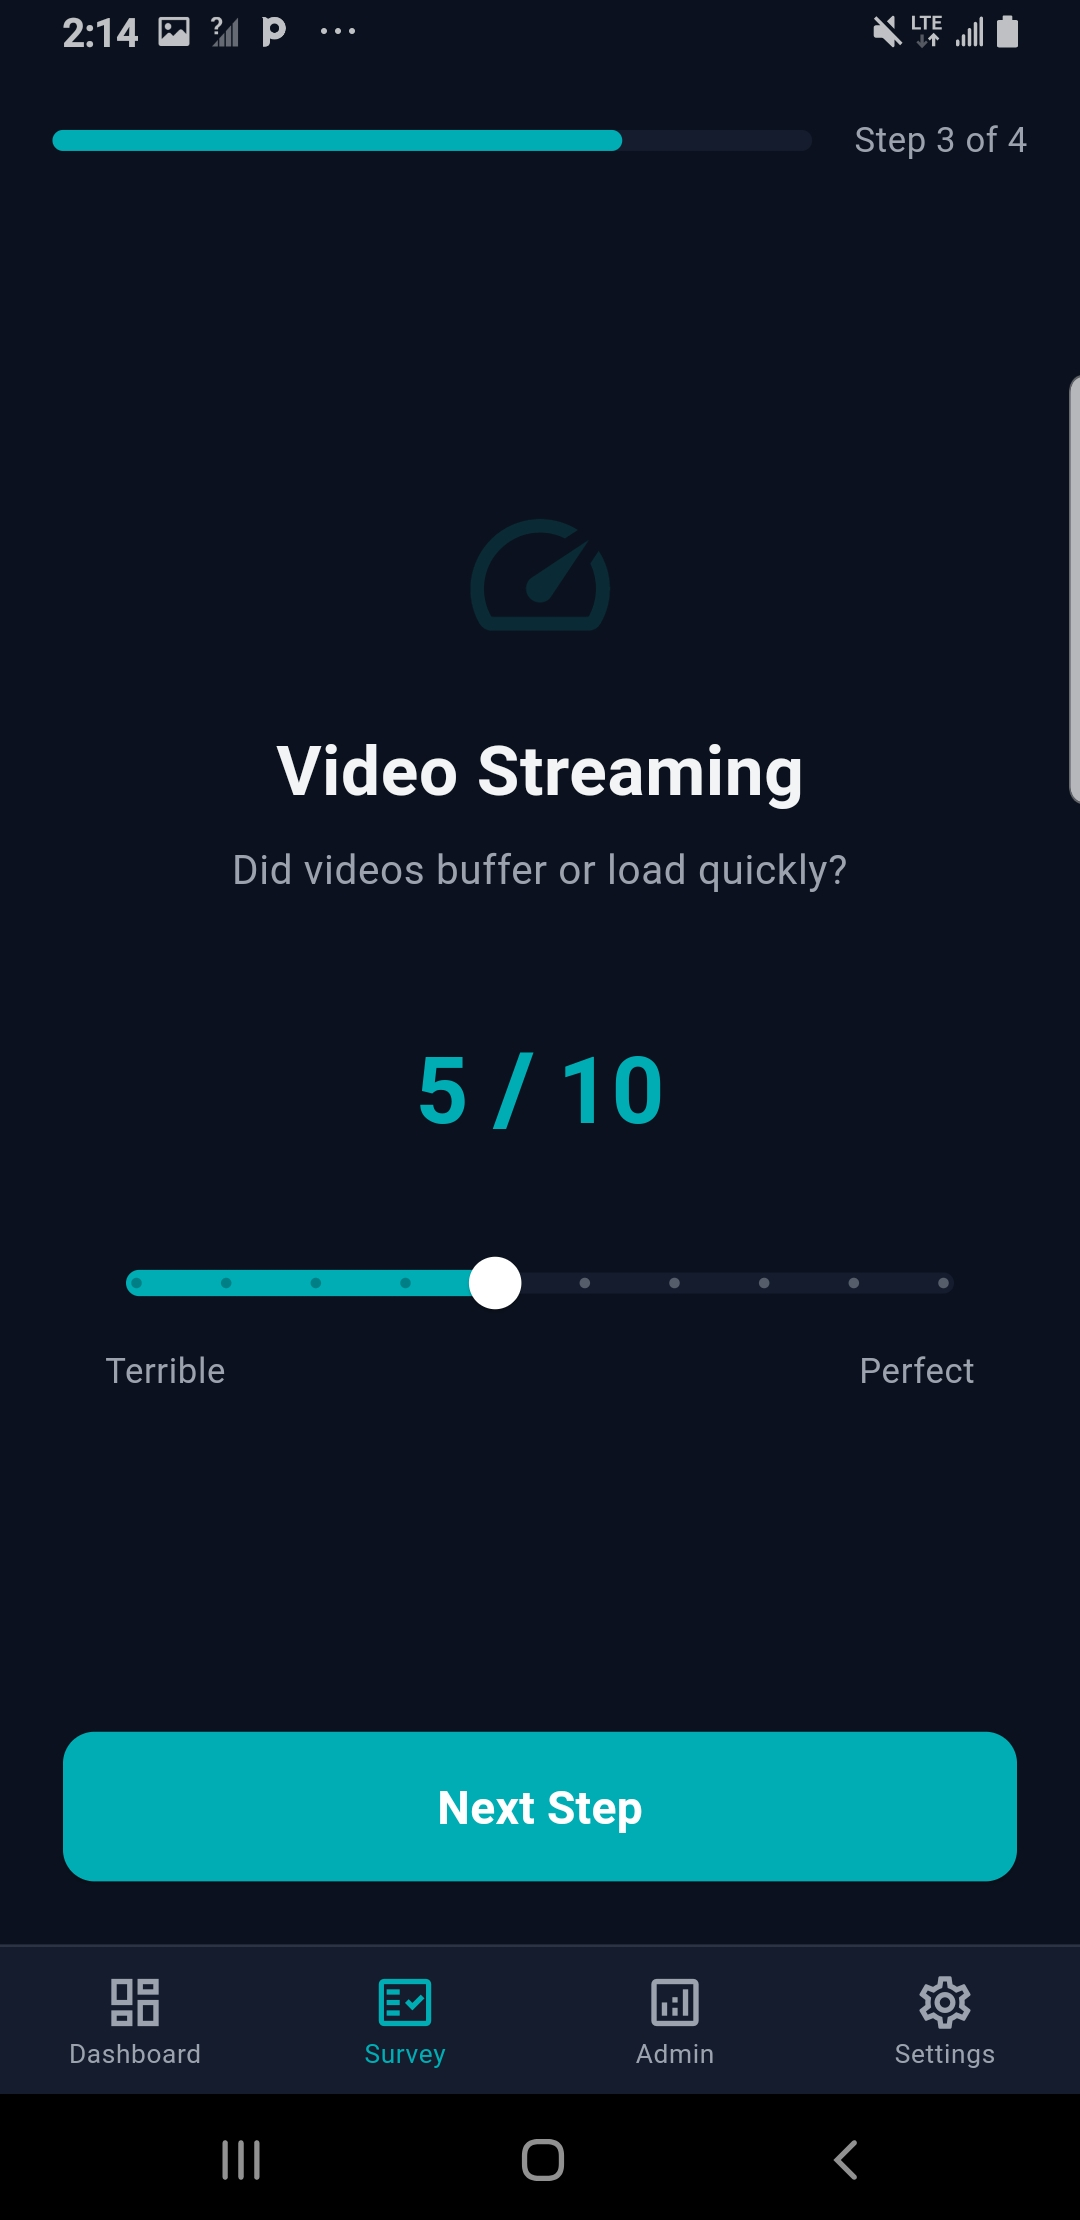 2:14
LTE
Step 3 of 4
Video Streaming
Did videos buffer or load quickly?
5 / 10
Terrible
Perfect
Next Step
Dashboard
Survey
Admin
Settings